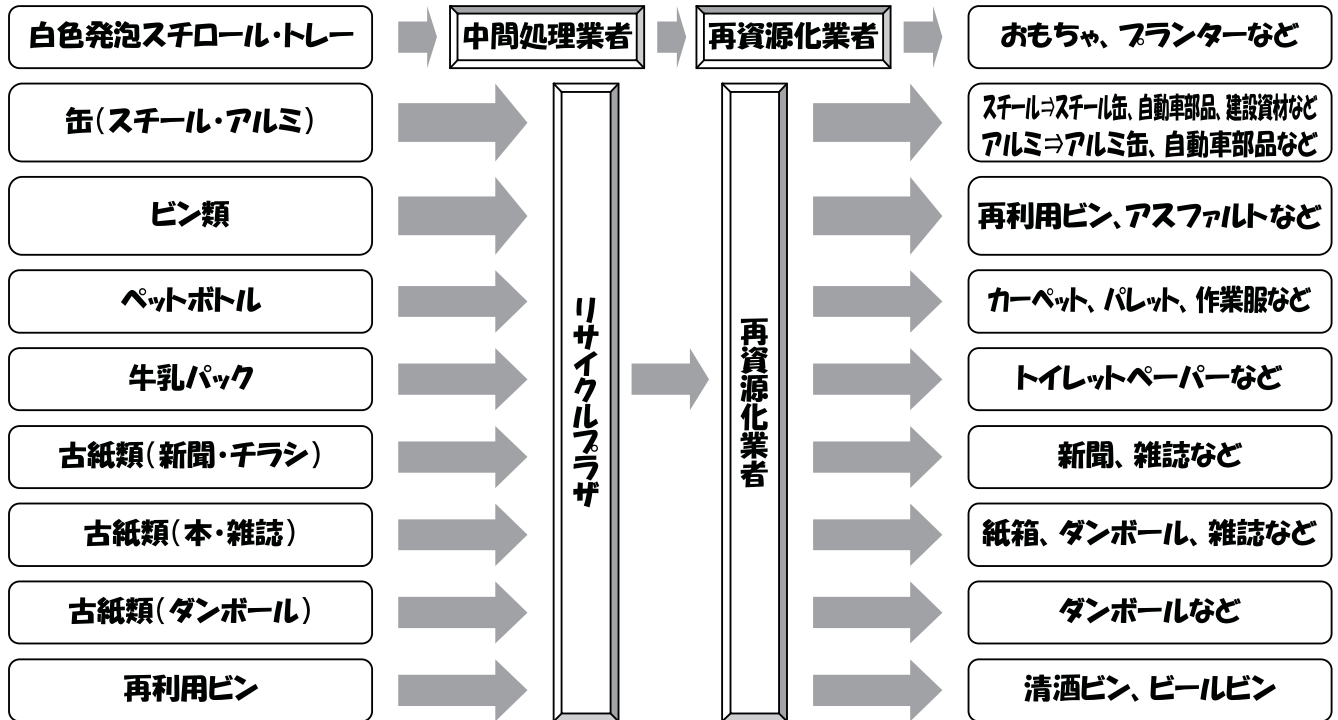 白色発泡スチロール・トレー
中間処理業者
再資源化業者
おもちゃ、プランターなど
缶(スチール・アルミ)
スチール⇒スチール缶、自動車部品、建設資材など
アルミ⇒アルミ缶、自動車部品など
ビン類
再利用ビン、アスファルトなど
ペットボトル
カーペット、パレット、作業服など
牛乳パック
トイレットペーパーなど
古紙類(新聞・チラシ)
新聞、雑誌など
古紙類(本・雑誌)
紙箱、ダンボール、雑誌など
古紙類(ダンボール)
ダンボールなど
再利用ビン
清酒ビン、ビールビン
リサイクルプラザ
再資源化業者